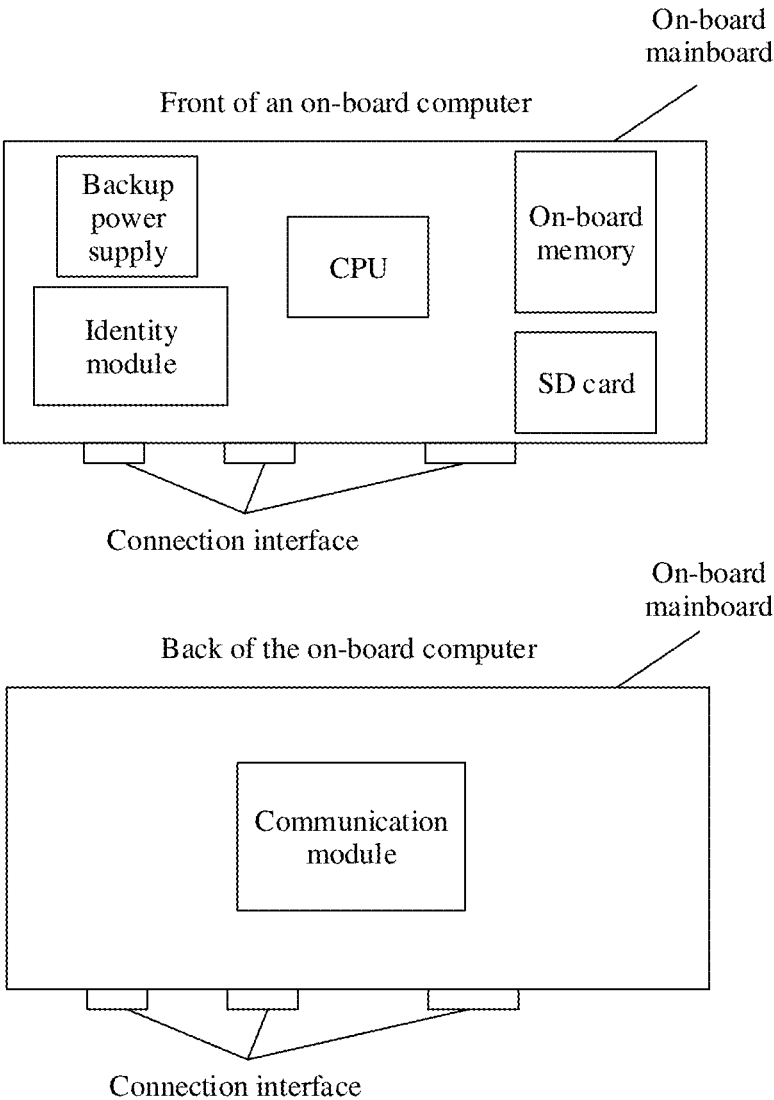 On-board
mainboard
Front of an on-board computer
Backup
power
supply
CPU
On-board
memory
Identity
module
SD card
Connection interface
On-board
mainboard
Back of the on-board computer
Communication
module
Connection interface